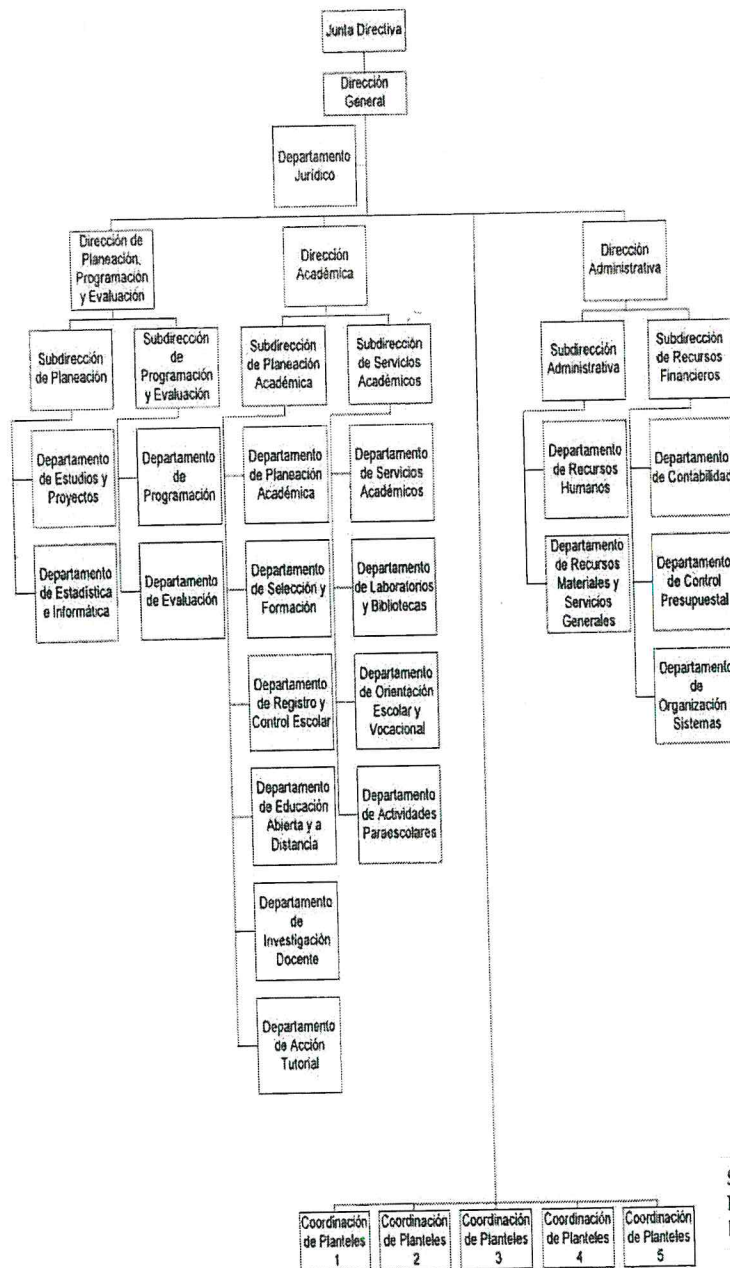 Junta Directiva
Dirección
General
Departamento
Jurídico
Dirección de
Planeación,
Programación
y Evaluación
Dirección
Académica
Dirección
Administrativa
Subdirección
de Planeación
Subdirección
de
Programación
y Evaluación
Subdirección
de Planeación
Académica
Subdirección
de Servicios
Académicos
Subdirección
Administrativa
Subdirección
de Recursos
Financieros
Departamento
de Estudios y
Proyectos
Departamento
de
Programación
Departamento
de Planeación
Académica
Departamento
de Servicios
Académicos
Departamento
de Recursos
Humanos
Departamento
de Contabilidad
Departamento
de Estadística
e Informática
Departamento
de Evaluación
Departamento
de Selección y
Formación
Departamento
de Laboratorios
y Bibliotecas
Departamento
de Recursos
Materiales y
Servicios
Generales
Departamento
de Control
Presupuestal
Departamento
de Registro y
Control Escolar
Departamento
de Orientación
Escolar y
Vocacional
Departamento
de
Organización
Sistemas
Departamento
de Educación
Abierta y a
Distancia
Departamento
de Actividades
Paraescolares
Departamento
de
Investigación
Docente
Departamento
de Acción
Tutorial
Coordinación
de Planteles
1
Coordinación
de Planteles
2
Coordinación
de Planteles
3
Coordinación
de Planteles
4
Coordinación
de Planteles
5